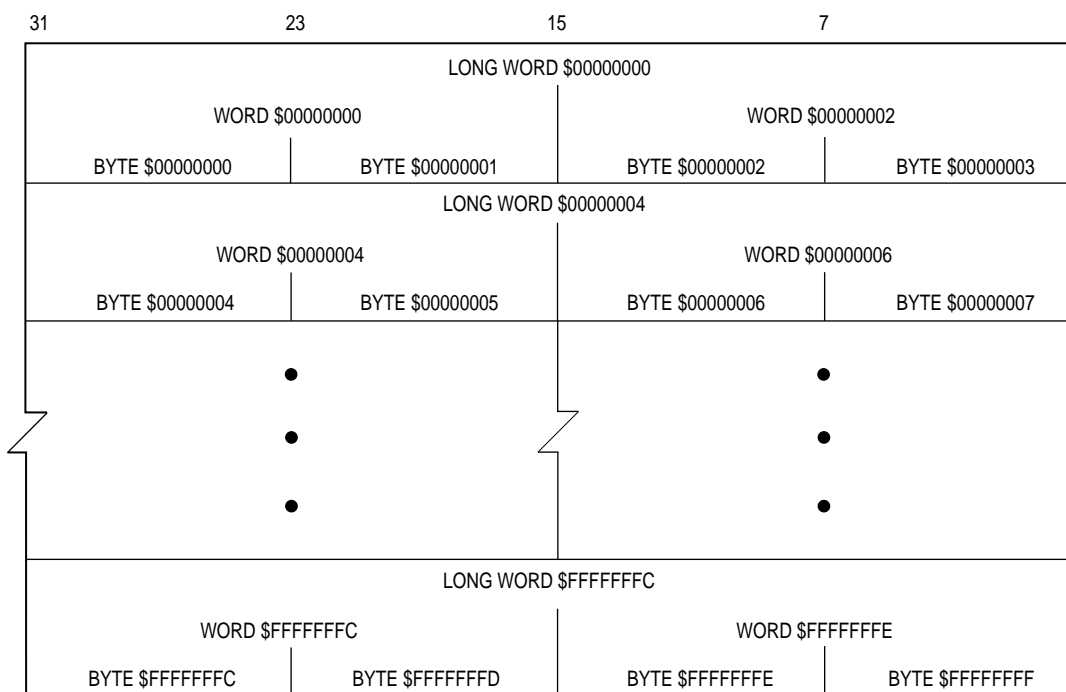 31 23 15 7
LONG WORD $00000000
WORD $00000000 WORD $00000002
BYTE $00000000 BYTE $00000001 BYTE $00000002 BYTE $00000003
LONG WORD $00000004
WORD $00000004 WORD $00000006
BYTE $00000004 BYTE $00000005 BYTE $00000006 BYTE $00000007
LONG WORD $FFFFFFFC
WORD $FFFFFFFC WORD $FFFFFFFE
BYTE $FFFFFFFC BYTE $FFFFFFFD BYTE $FFFFFFFE BYTE $FFFFFFFF